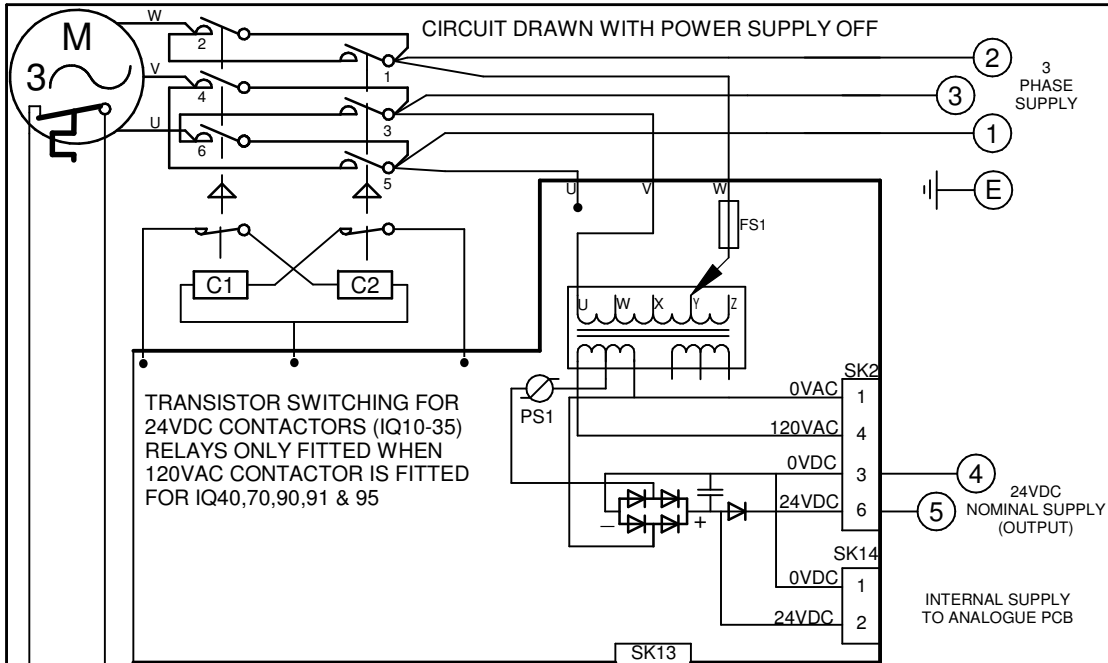 CIRCUIT DRAWN WITH POWER SUPPLY OFF
M
3
W
V
U
2
4
6
1
3
5
2
3
1
E
3
PHASE
SUPPLY
C1
C2
U
V
W
FS1
U
W
X
Y
Z
PS1
TRANSISTOR SWITCHING FOR
24VDC CONTACTORS (IQ10-35)
RELAYS ONLY FITTED WHEN
120VAC CONTACTOR IS FITTED
FOR IQ40,70,90,91 & 95
SK2
0VAC 1
120VAC 4
0VDC 3
24VDC 6
− +
4
5
24VDC
NOMINAL SUPPLY
(OUTPUT)
SK14
0VDC 1
24VDC 2
INTERNAL SUPPLY
TO ANALOGUE PCB
SK13